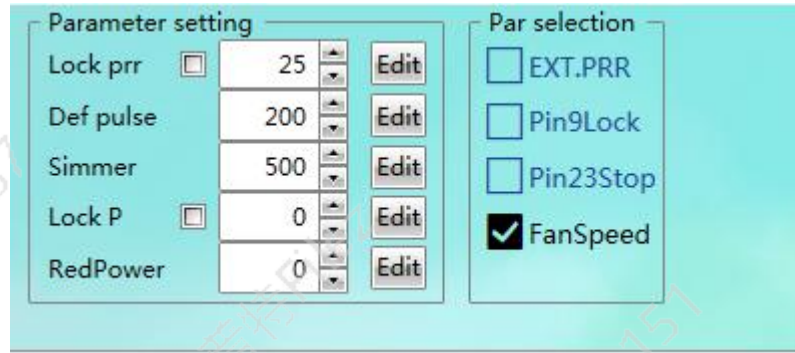 Parameter setting
Lock prr 25 Edit
Def pulse 200 Edit
Simmer 500 Edit
Lock P 0 Edit
RedPower 0 Edit
Par selection
EXT.PRR
Pin9Lock
Pin23Stop
FanSpeed
151